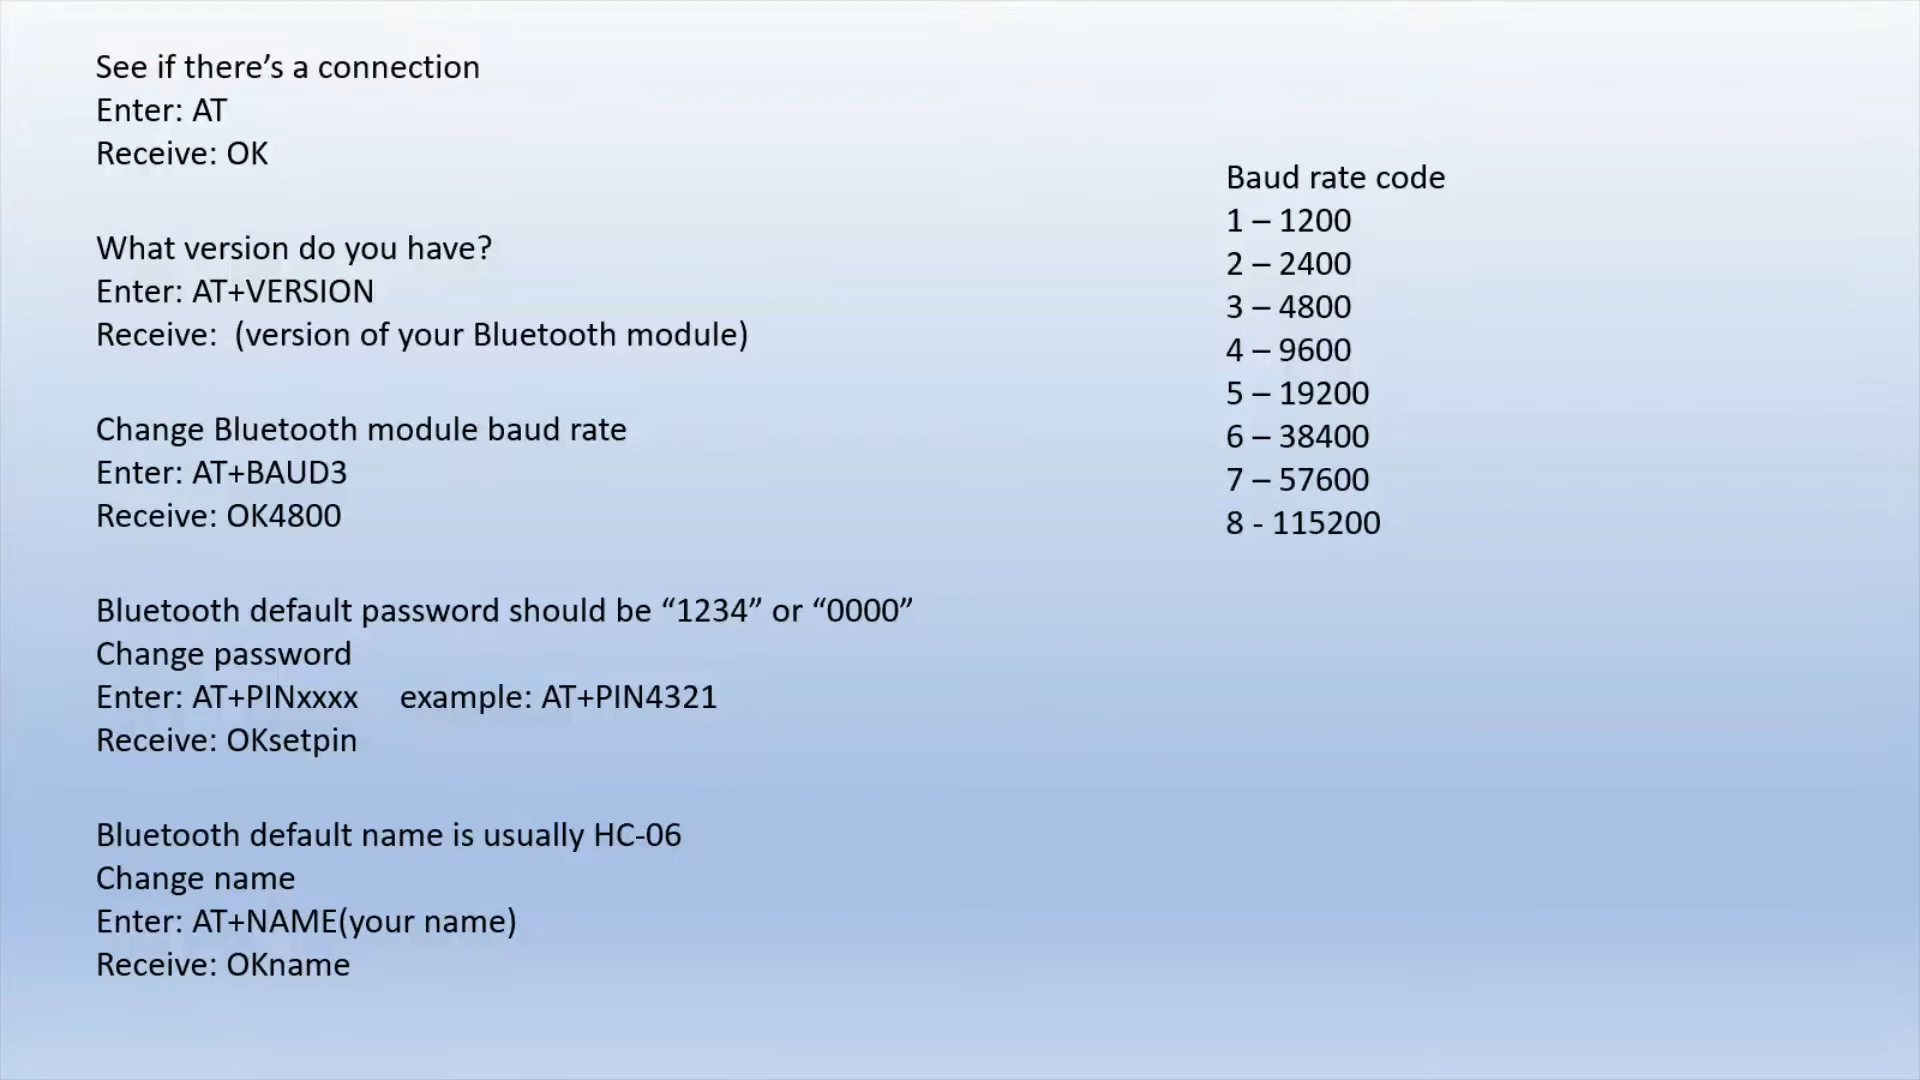 See if there’s a connection
Enter: AT
Receive: OK
What version do you have?
Enter: AT+VERSION
Receive:  (version of your Bluetooth module)
Change Bluetooth module baud rate
Enter: AT+BAUD3
Receive: OK4800
Bluetooth default password should be “1234” or “0000”
Change password
Enter: AT+PINxxxx     example: AT+PIN4321
Receive: OKsetpin
Bluetooth default name is usually HC-06
Change name
Enter: AT+NAME(your name)
Receive: OKname
Baud rate code
1 – 1200
2 – 2400
3 – 4800
4 – 9600
5 – 19200
6 – 38400
7 – 57600
8 - 115200